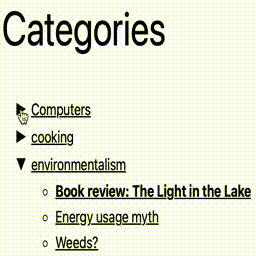 Categories
Computers
cooking
environmentalism
Book review: The Light in the Lake
Energy usage myth
Weeds?